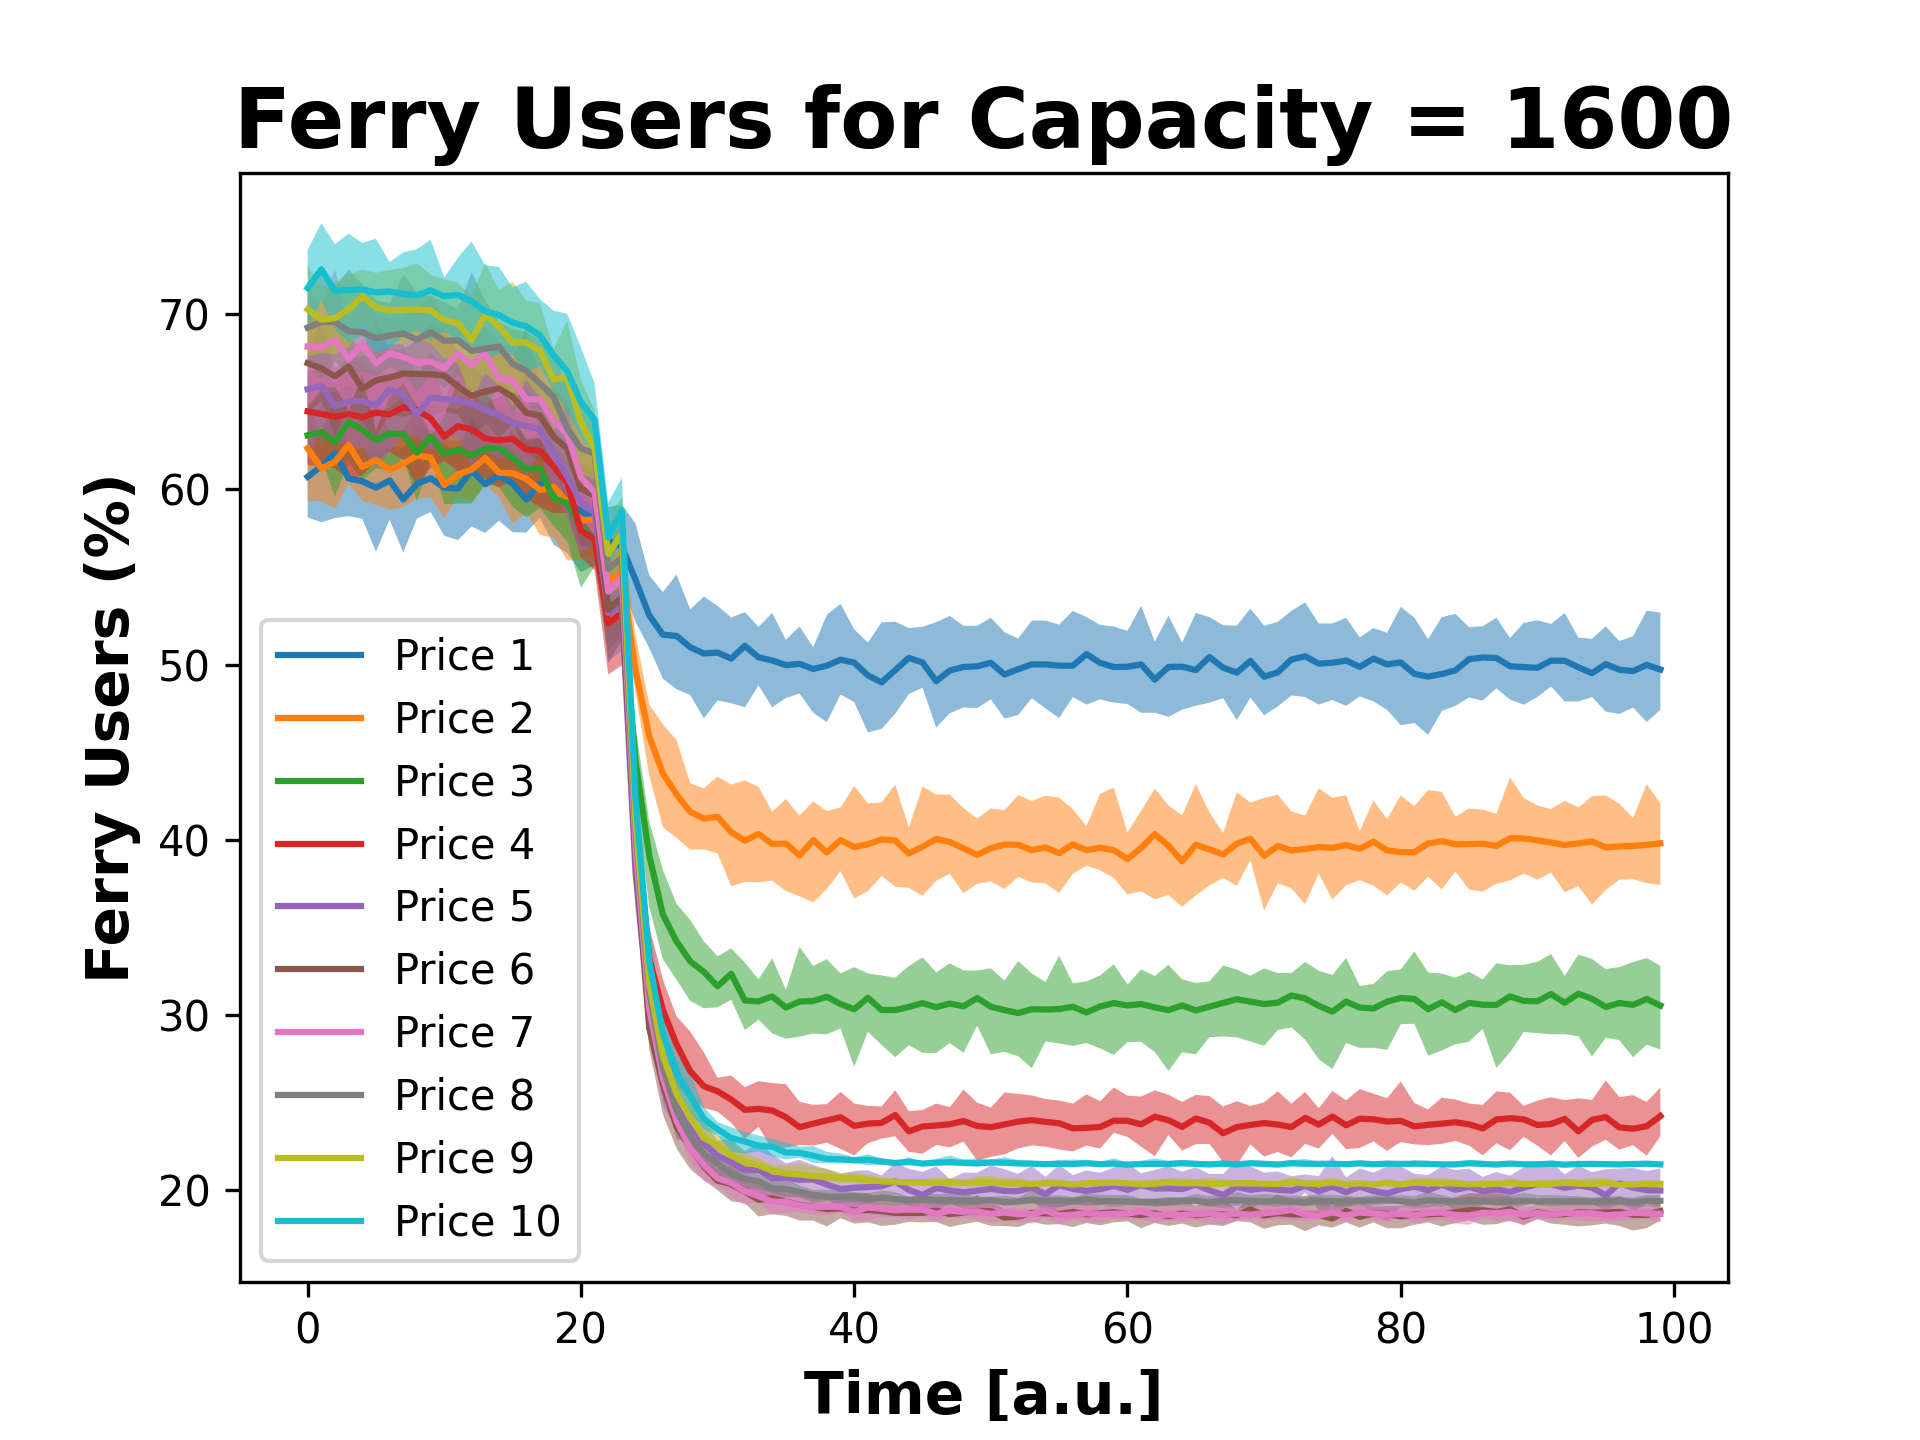 Ferry Users for Capacity = 1600
Ferry Users (%)
70
60
50
40
30
20
Price 1
Price 2
Price 3
Price 4
Price 5
Price 6
Price 7
Price 8
Price 9
Price 10
0 20 40 60 80 100
Time [a.u.]